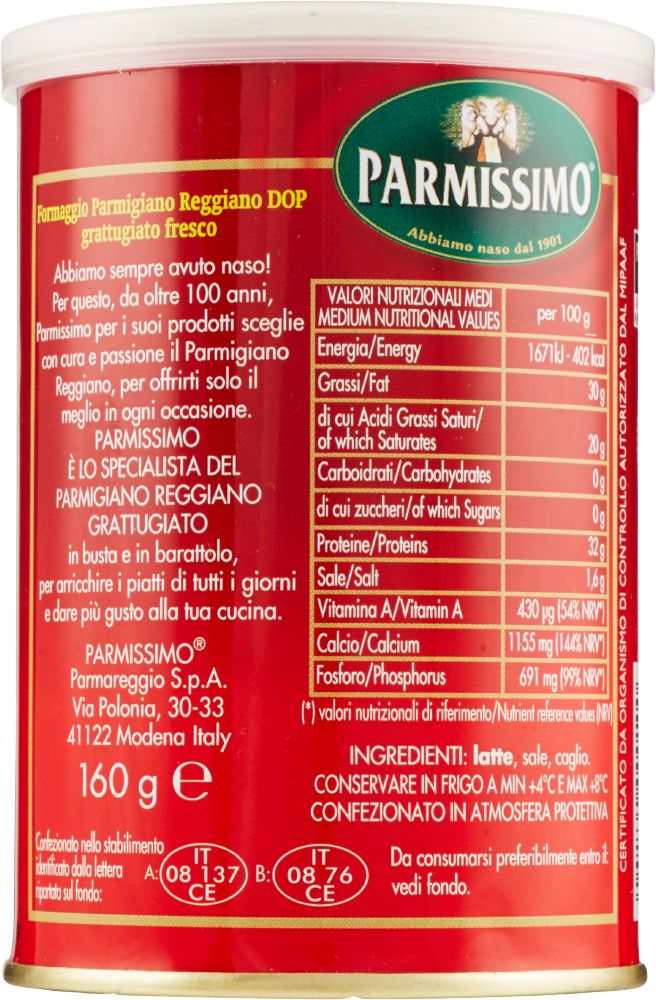 PARMISSIMO®
Abbiamo naso dal 1901
Formaggio Parmigiano Reggiano DOP
grattugiato fresco
Abbiamo sempre avuto naso!
Per questo, da oltre 100 anni,
Parmissimo per i suoi prodotti sceglie
con cura e passione il Parmigiano
Reggiano, per offrirti solo il
meglio in ogni occasione.
PARMISSIMO
È LO SPECIALISTA DEL
PARMIGIANO REGGIANO
GRATTUGIATO
in busta e in barattolo,
per arricchire i piatti di tutti i giorni
e dare più gusto alla tua cucina.
PARMISSIMO®
Parmareggio S.p.A.
Via Polonia, 30-33
41122 Modena Italy
160 g ℮
Confezionato nello stabilimento
identificato dalla lettera
riportata sul fondo:
A: IT 08 137 CE
B: IT 08 76 CE
VALORI NUTRIZIONALI MEDI
MEDIUM NUTRITIONAL VALUES per 100 g
Energia/Energy 1671kJ - 402 kcal
Grassi/Fat 30g
di cui Acidi Grassi Saturi/
of which Saturates 20g
Carboidrati/Carbohydrates 0g
di cui zuccheri/of which Sugars 0g
Proteine/Proteins 32g
Sale/Salt 1,6g
Vitamina A/Vitamin A 430 µg (54% NRV*)
Calcio/Calcium 1155 mg (144% NRV*)
Fosforo/Phosphorus 691 mg (99% NRV*)
(*) valori nutrizionali di riferimento/Nutrient reference values (NRV)
INGREDIENTI: latte, sale, caglio.
CONSERVARE IN FRIGO A MIN +4°C E MAX +8°C
CONFEZIONATO IN ATMOSFERA PROTETTIVA
Da consumarsi preferibilmente entro il:
vedi fondo.
CERTIFICATO DA ORGANISMO DI CONTROLLO AUTORIZZATO DAL MIPAAF